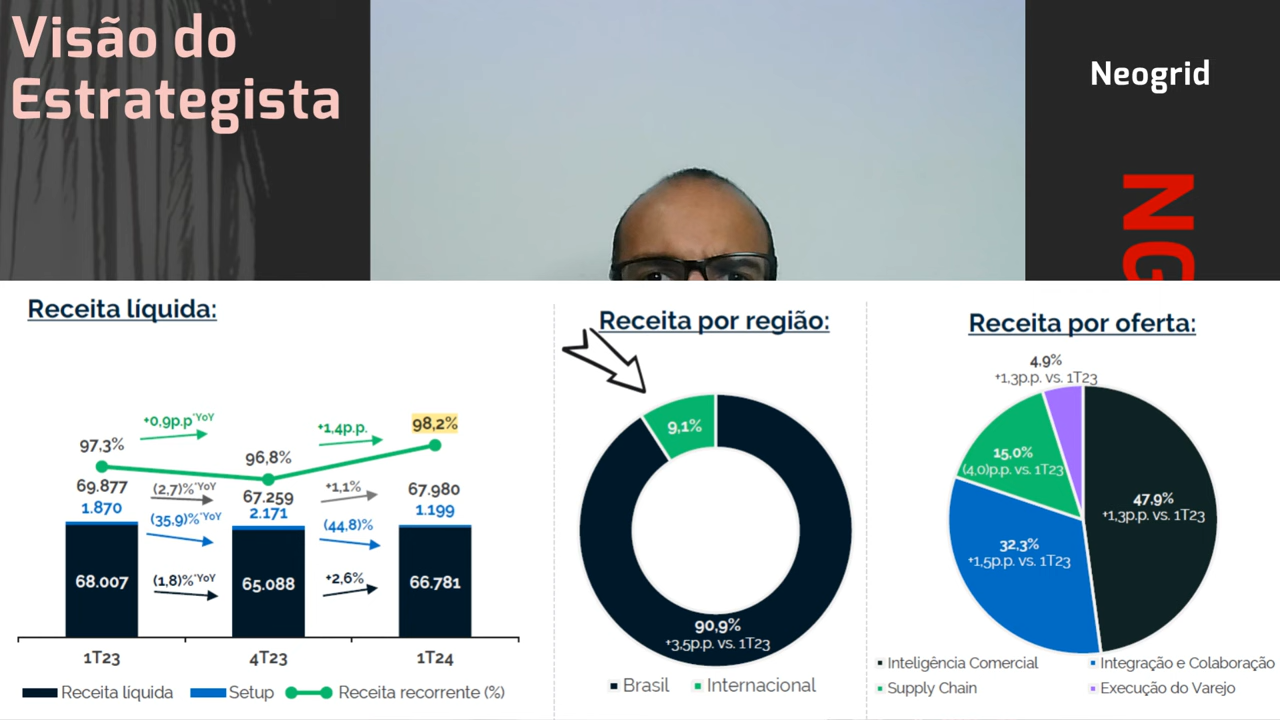 Visão do
Estrategista
Neogrid
NG
Receita líquida:
+0,9p.p*YoY
+1,4p.p.
98,2%
97,3%
96,8%
69.877
(2,7)%*YoY
67.259
+1,1%
67.980
1.870
(35,9)%*YoY
2.171
(44,8)%
1.199
68.007
(1,8)%*YoY
65.088
+2,6%
66.781
1T23
4T23
1T24
Receita líquida
Setup
Receita recorrente (%)
Receita por região:
9,1%
90,9%
+3,5p.p. vs. 1T23
Brasil
Internacional
Receita por oferta:
4,9%
+1,3p.p. vs. 1T23
15,0%
(4,0)p.p. vs. 1T23
47,9%
+1,3p.p. vs. 1T23
32,3%
+1,5p.p. vs. 1T23
Inteligência Comercial
Integração e Colaboração
Supply Chain
Execução do Varejo